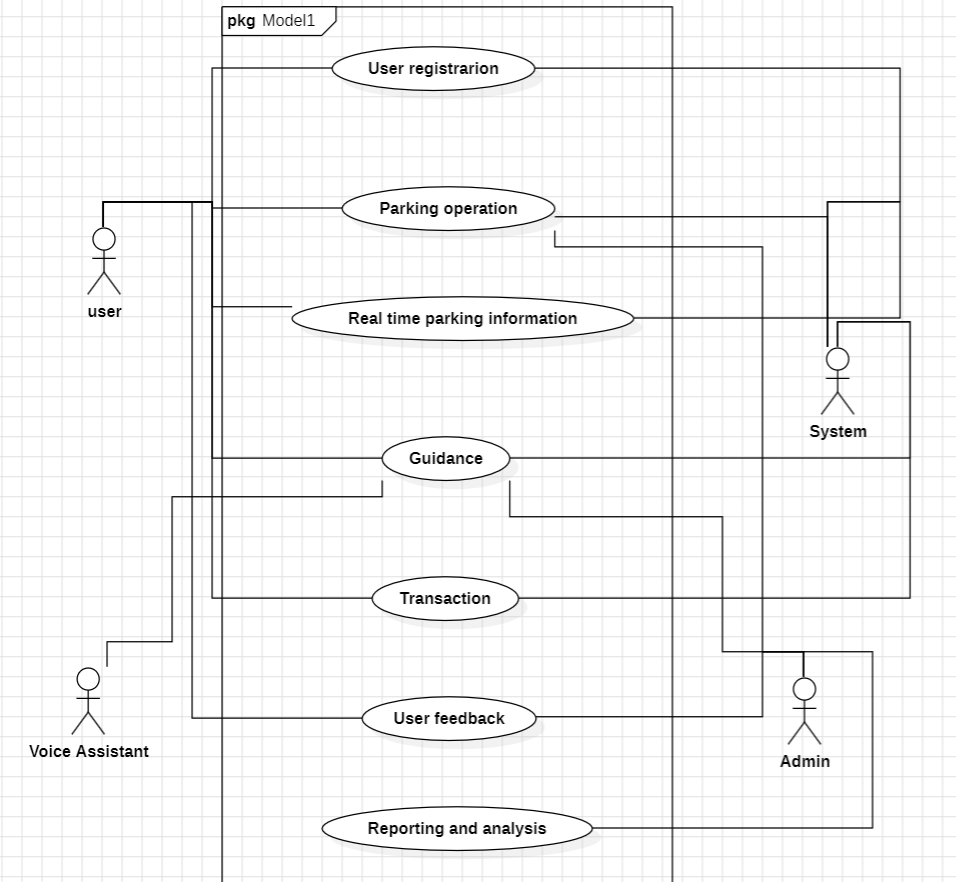 pkg Model1
User registrarion
Parking operation
user
Real time parking information
System
Guidance
Transaction
User feedback
Voice Assistant
Admin
Reporting and analysis